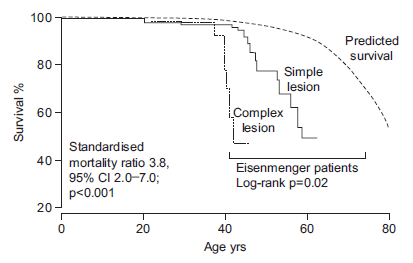 100
80
60
40
20
Survival %
0
20
40
60
80
Age yrs
Predicted
survival
Simple
lesion
Complex
lesion
Standardised
mortality ratio 3.8,
95% CI 2.0–7.0;
p<0.001
Eisenmenger patients
Log-rank p=0.02